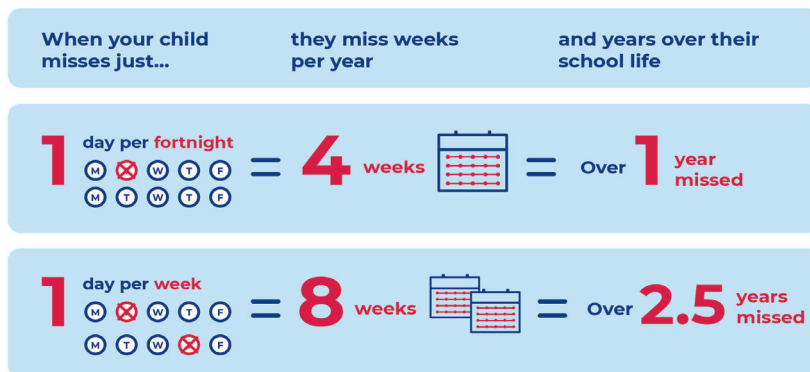 When your child
misses just...
they miss weeks
per year
and years over their
school life
1 day per fortnight = 4 weeks = Over 1 year
missed
M T W T F
M T W T F
1 day per week = 8 weeks = Over 2.5 years
missed
M T W T F
M T W T F